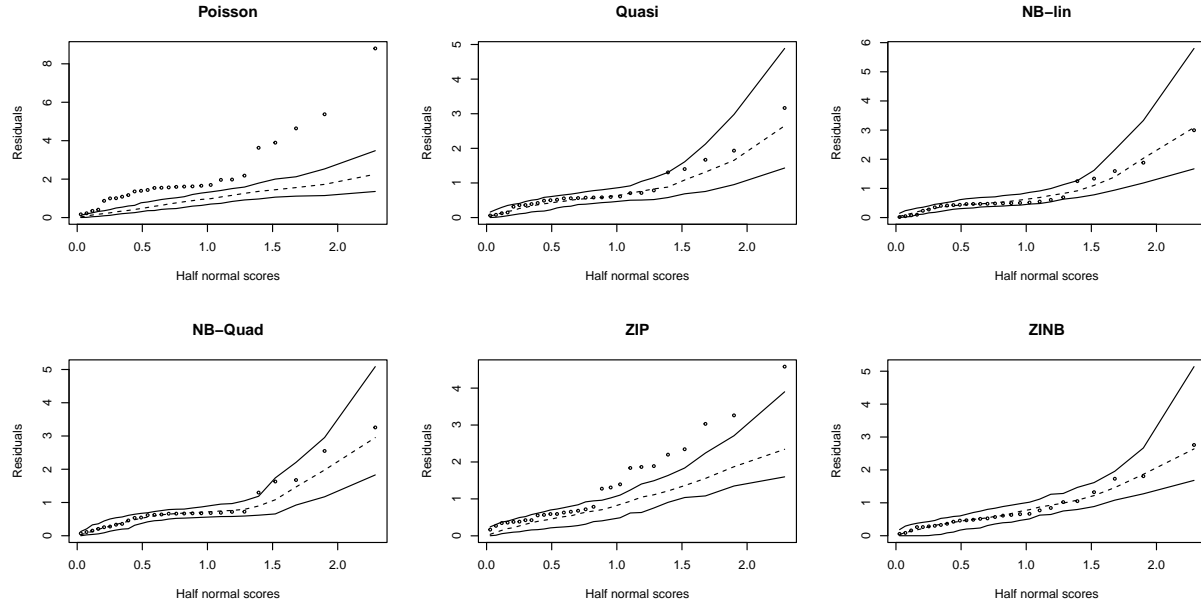 Poisson
Residuals
0 2 4 6 8
0.0 0.5 1.0 1.5 2.0
Half normal scores
Quasi
Residuals
0 1 2 3 4 5
0.0 0.5 1.0 1.5 2.0
Half normal scores
NB−lin
Residuals
0 1 2 3 4 5 6
0.0 0.5 1.0 1.5 2.0
Half normal scores
NB−Quad
Residuals
0 1 2 3 4 5
0.0 0.5 1.0 1.5 2.0
Half normal scores
ZIP
Residuals
0 1 2 3 4
0.0 0.5 1.0 1.5 2.0
Half normal scores
ZINB
Residuals
0 1 2 3 4 5
0.0 0.5 1.0 1.5 2.0
Half normal scores